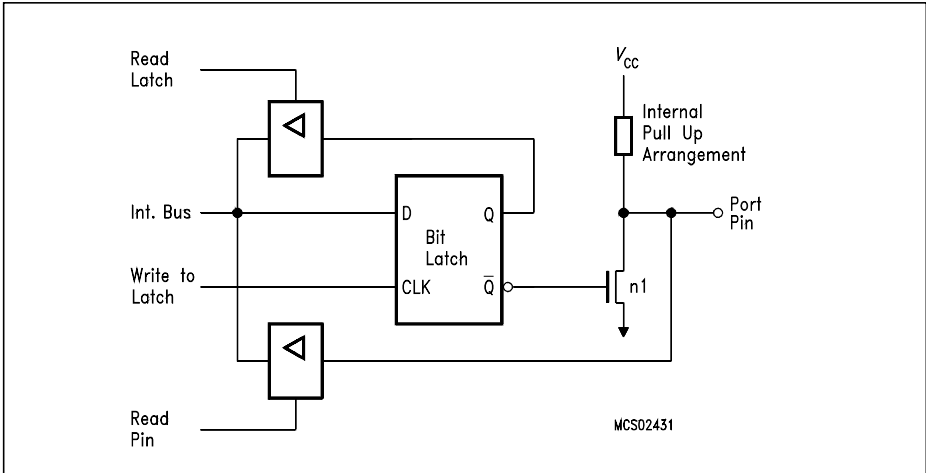 Read
Latch
VCC
Internal
Pull Up
Arrangement
Int. Bus
D
Q
Port
Pin
Bit
Latch
Write to
Latch
CLK
Q̅
n1
Read
Pin
MCS02431